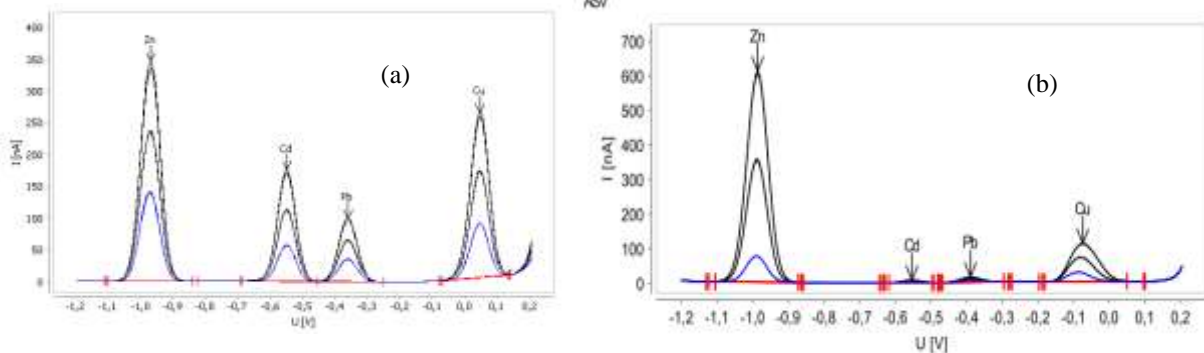 ASV
400
350
300
250
200
150
100
50
0
I [nA]
Zn
Cd
Pb
Cu
(a)
-1,2 -1,1 -1,0 -0,9 -0,8 -0,7 -0,6 -0,5 -0,4 -0,3 -0,2 -0,1 0,0 0,1 0,2
U [V]
700
600
500
400
300
200
100
0
I [nA]
Zn
Cd
Pb
Cu
(b)
-1,2 -1,1 -1,0 -0,9 -0,8 -0,7 -0,6 -0,5 -0,4 -0,3 -0,2 -0,1 0,0 0,1 0,2
U [V]